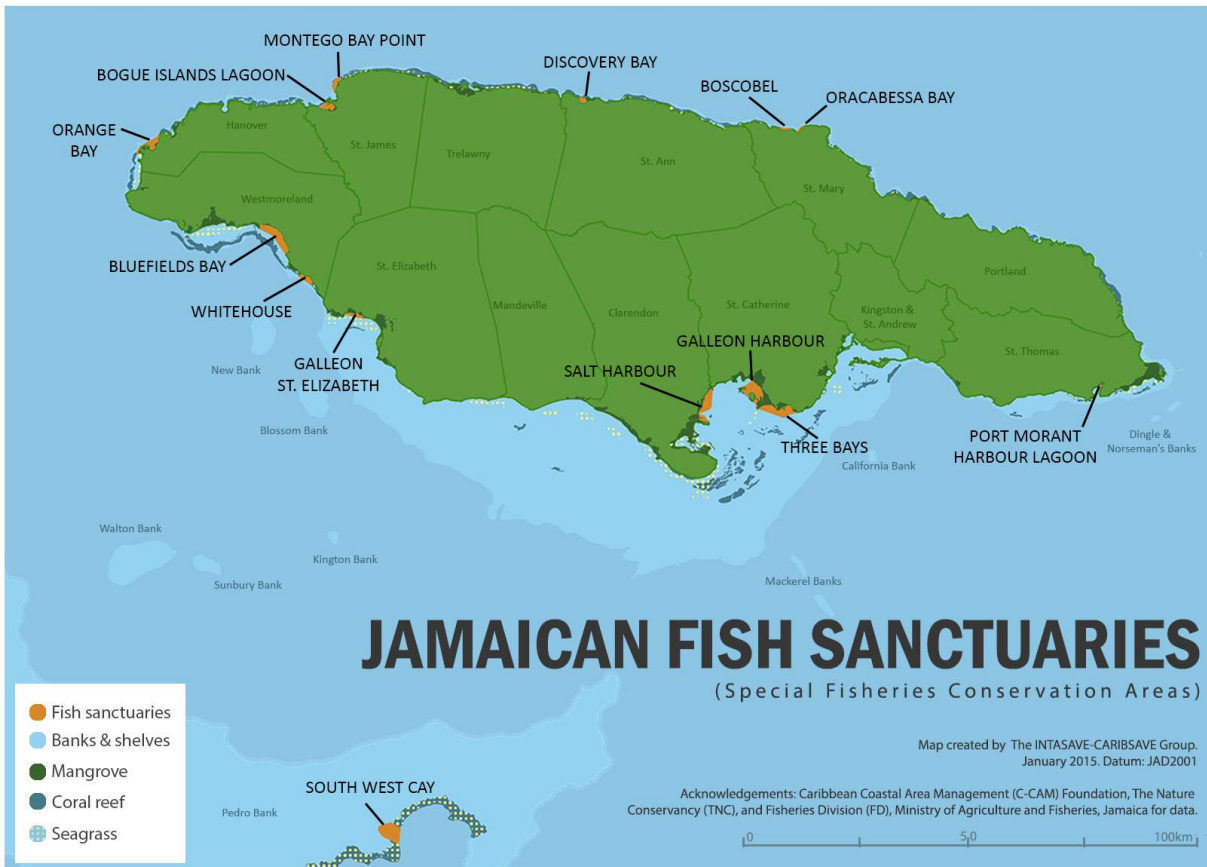 MONTEGO BAY POINT
BOGUE ISLANDS LAGOON
DISCOVERY BAY
BOSCOBEL
ORACABESSA BAY
ORANGE
BAY
Hanover
St. James
Trelawny
St. Ann
St. Mary
Westmoreland
BLUEFIELDS BAY
St. Elizabeth
Mandeville
Clarendon
St. Catherine
Kingston &
St. Andrew
Portland
St. Thomas
WHITEHOUSE
GALLEON
ST. ELIZABETH
GALLEON HARBOUR
SALT HARBOUR
THREE BAYS
PORT MORANT
HARBOUR LAGOON
New Bank
Blossom Bank
California Bank
Dingle &
Norseman's Banks
Walton Bank
Kington Bank
Sunbury Bank
Mackerel Banks
JAMAICAN FISH SANCTUARIES
(Special Fisheries Conservation Areas)
Fish sanctuaries
Banks & shelves
Mangrove
Coral reef
Seagrass
SOUTH WEST CAY
Pedro Bank
Map created by The INTASAVE-CARIBSAVE Group.
January 2015. Datum: JAD2001
Acknowledgements: Caribbean Coastal Area Management (C-CAM) Foundation, The Nature
Conservancy (TNC), and Fisheries Division (FD), Ministry of Agriculture and Fisheries, Jamaica for data.
0 50 100km